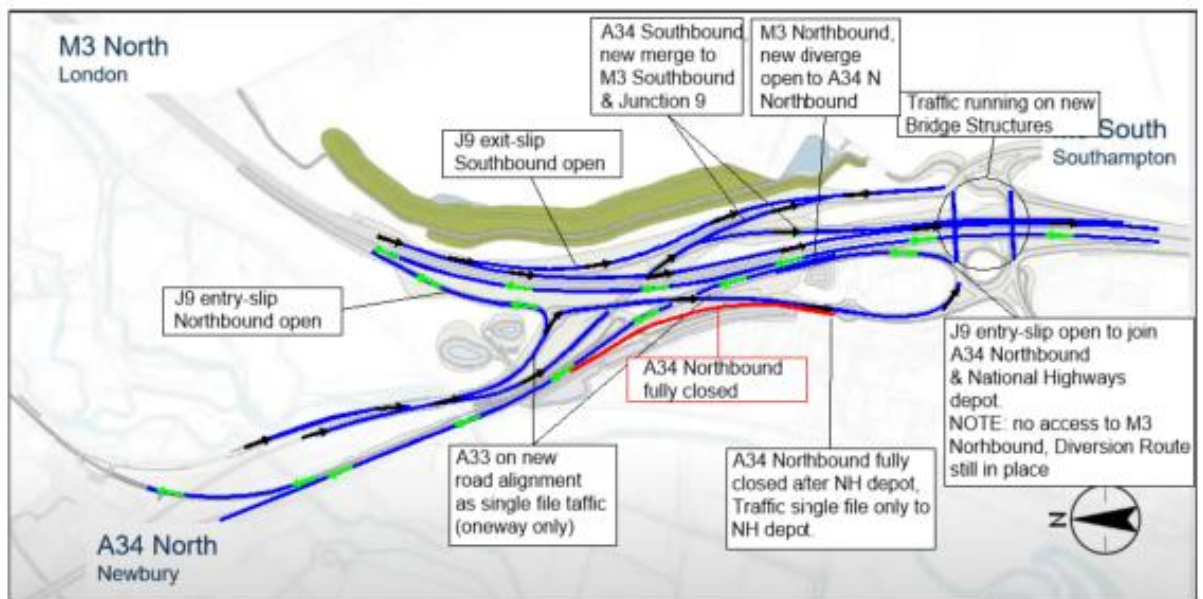 M3 North
London
A34 Southbound,
new merge to
M3 Southbound
& Junction 9
M3 Northbound,
new diverge
open to A34 N
Northbound
Traffic running on new
Bridge Structures
South
Southampton
J9 exit-slip
Southbound open
J9 entry-slip
Northbound open
A34 Northbound
fully closed
J9 entry-slip open to join
A34 Northbound
& National Highways
depot.
NOTE: no access to M3
Norhbound, Diversion Route
still in place
A33 on new
road alignment
as single file taffic
(oneway only)
A34 Northbound fully
closed after NH depot,
Traffic single file only to
NH depot.
N
A34 North
Newbury